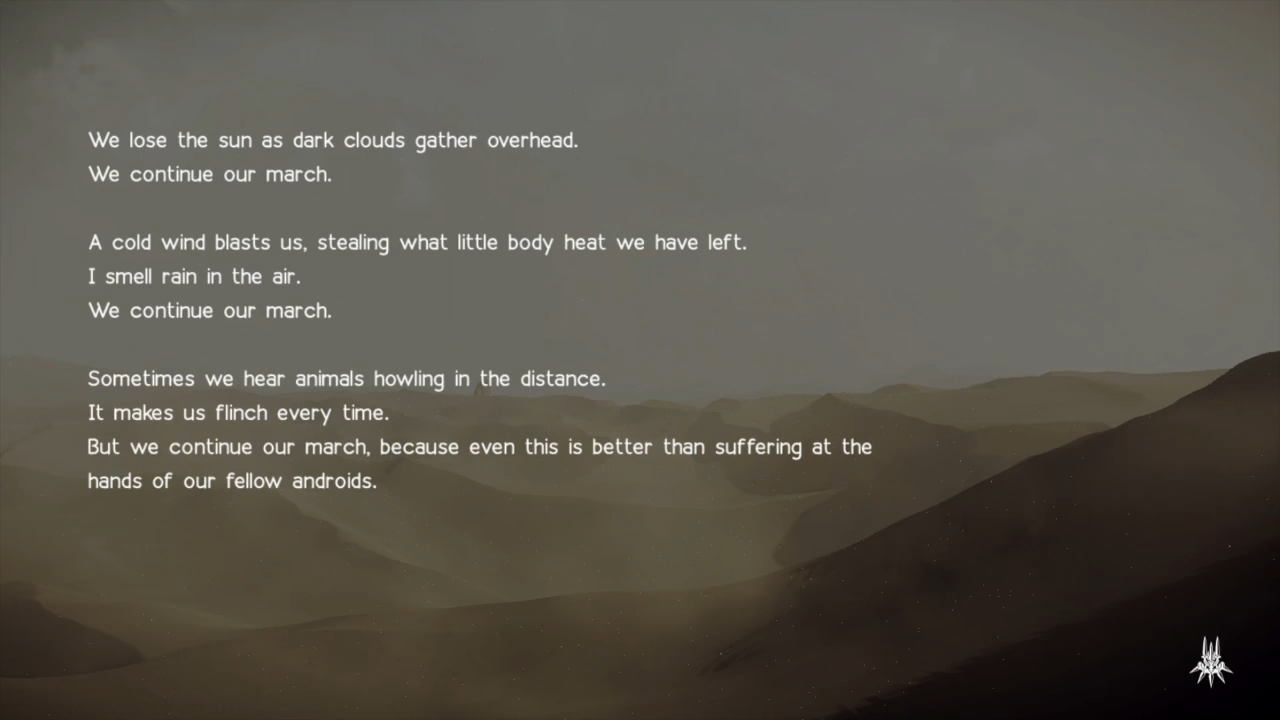 We lose the sun as dark clouds gather overhead.
We continue our march.
A cold wind blasts us, stealing what little body heat we have left.
I smell rain in the air.
We continue our march.
Sometimes we hear animals howling in the distance.
It makes us flinch every time.
But we continue our march, because even this is better than suffering at the
hands of our fellow androids.